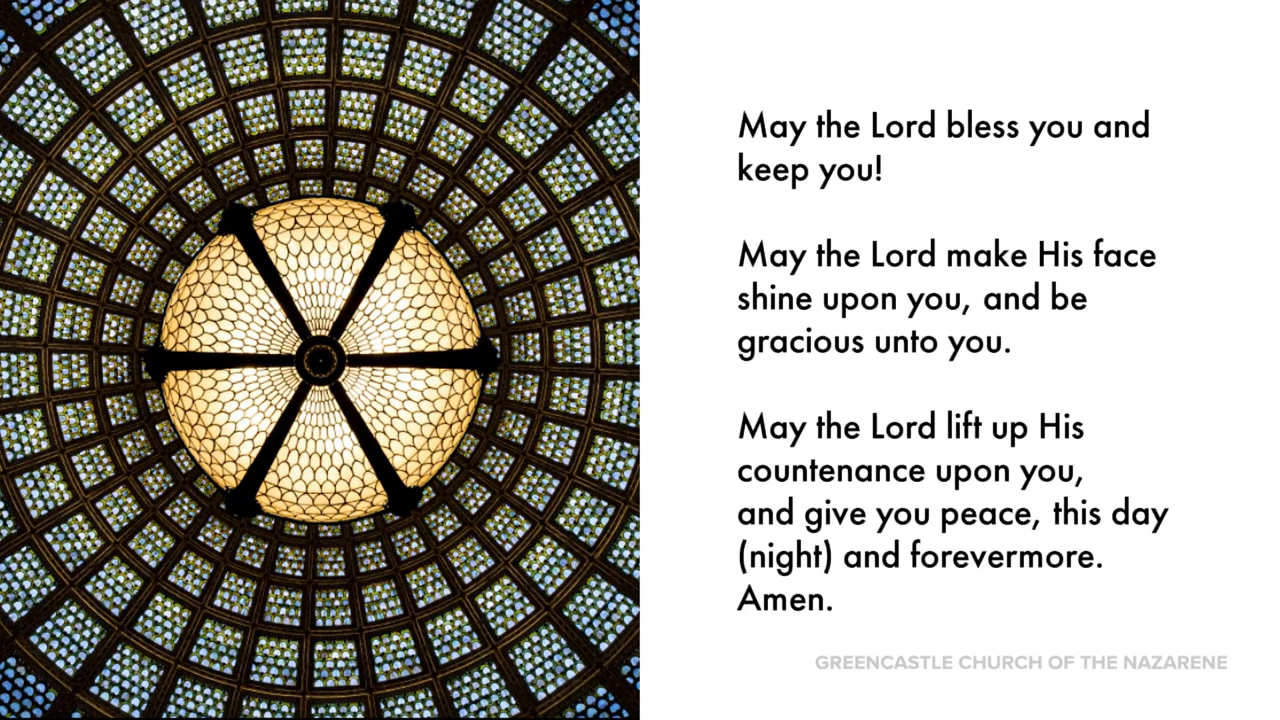 May the Lord bless you and
keep you!
May the Lord make His face
shine upon you, and be
gracious unto you.
May the Lord lift up His
countenance upon you,
and give you peace, this day
(night) and forevermore.
Amen.
GREENCASTLE CHURCH OF THE NAZARENE